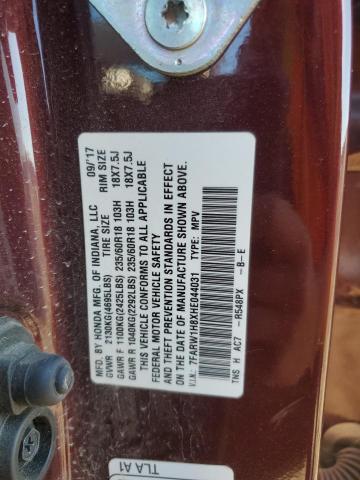 MFD. BY HONDA MFG. OF INDIANA, LLC 09/'17
GVWR 2130KG(4695LBS) TIRE SIZE RIM SIZE
GAWR F 1100KG(2425LBS) 235/60R18 103H 18X7.5J
GAWR R 1040KG(2292LBS) 235/60R18 103H 18X7.5J
THIS VEHICLE CONFORMS TO ALL APPLICABLE
FEDERAL MOTOR VEHICLE SAFETY
AND THEFT PREVENTION STANDARDS IN EFFECT
ON THE DATE OF MANUFACTURE SHOWN ABOVE.
V.I.N.: 7FARW1H8XHE044031 TYPE: MPV
TNS H AC7 -R548PX -B-E
TLA A1